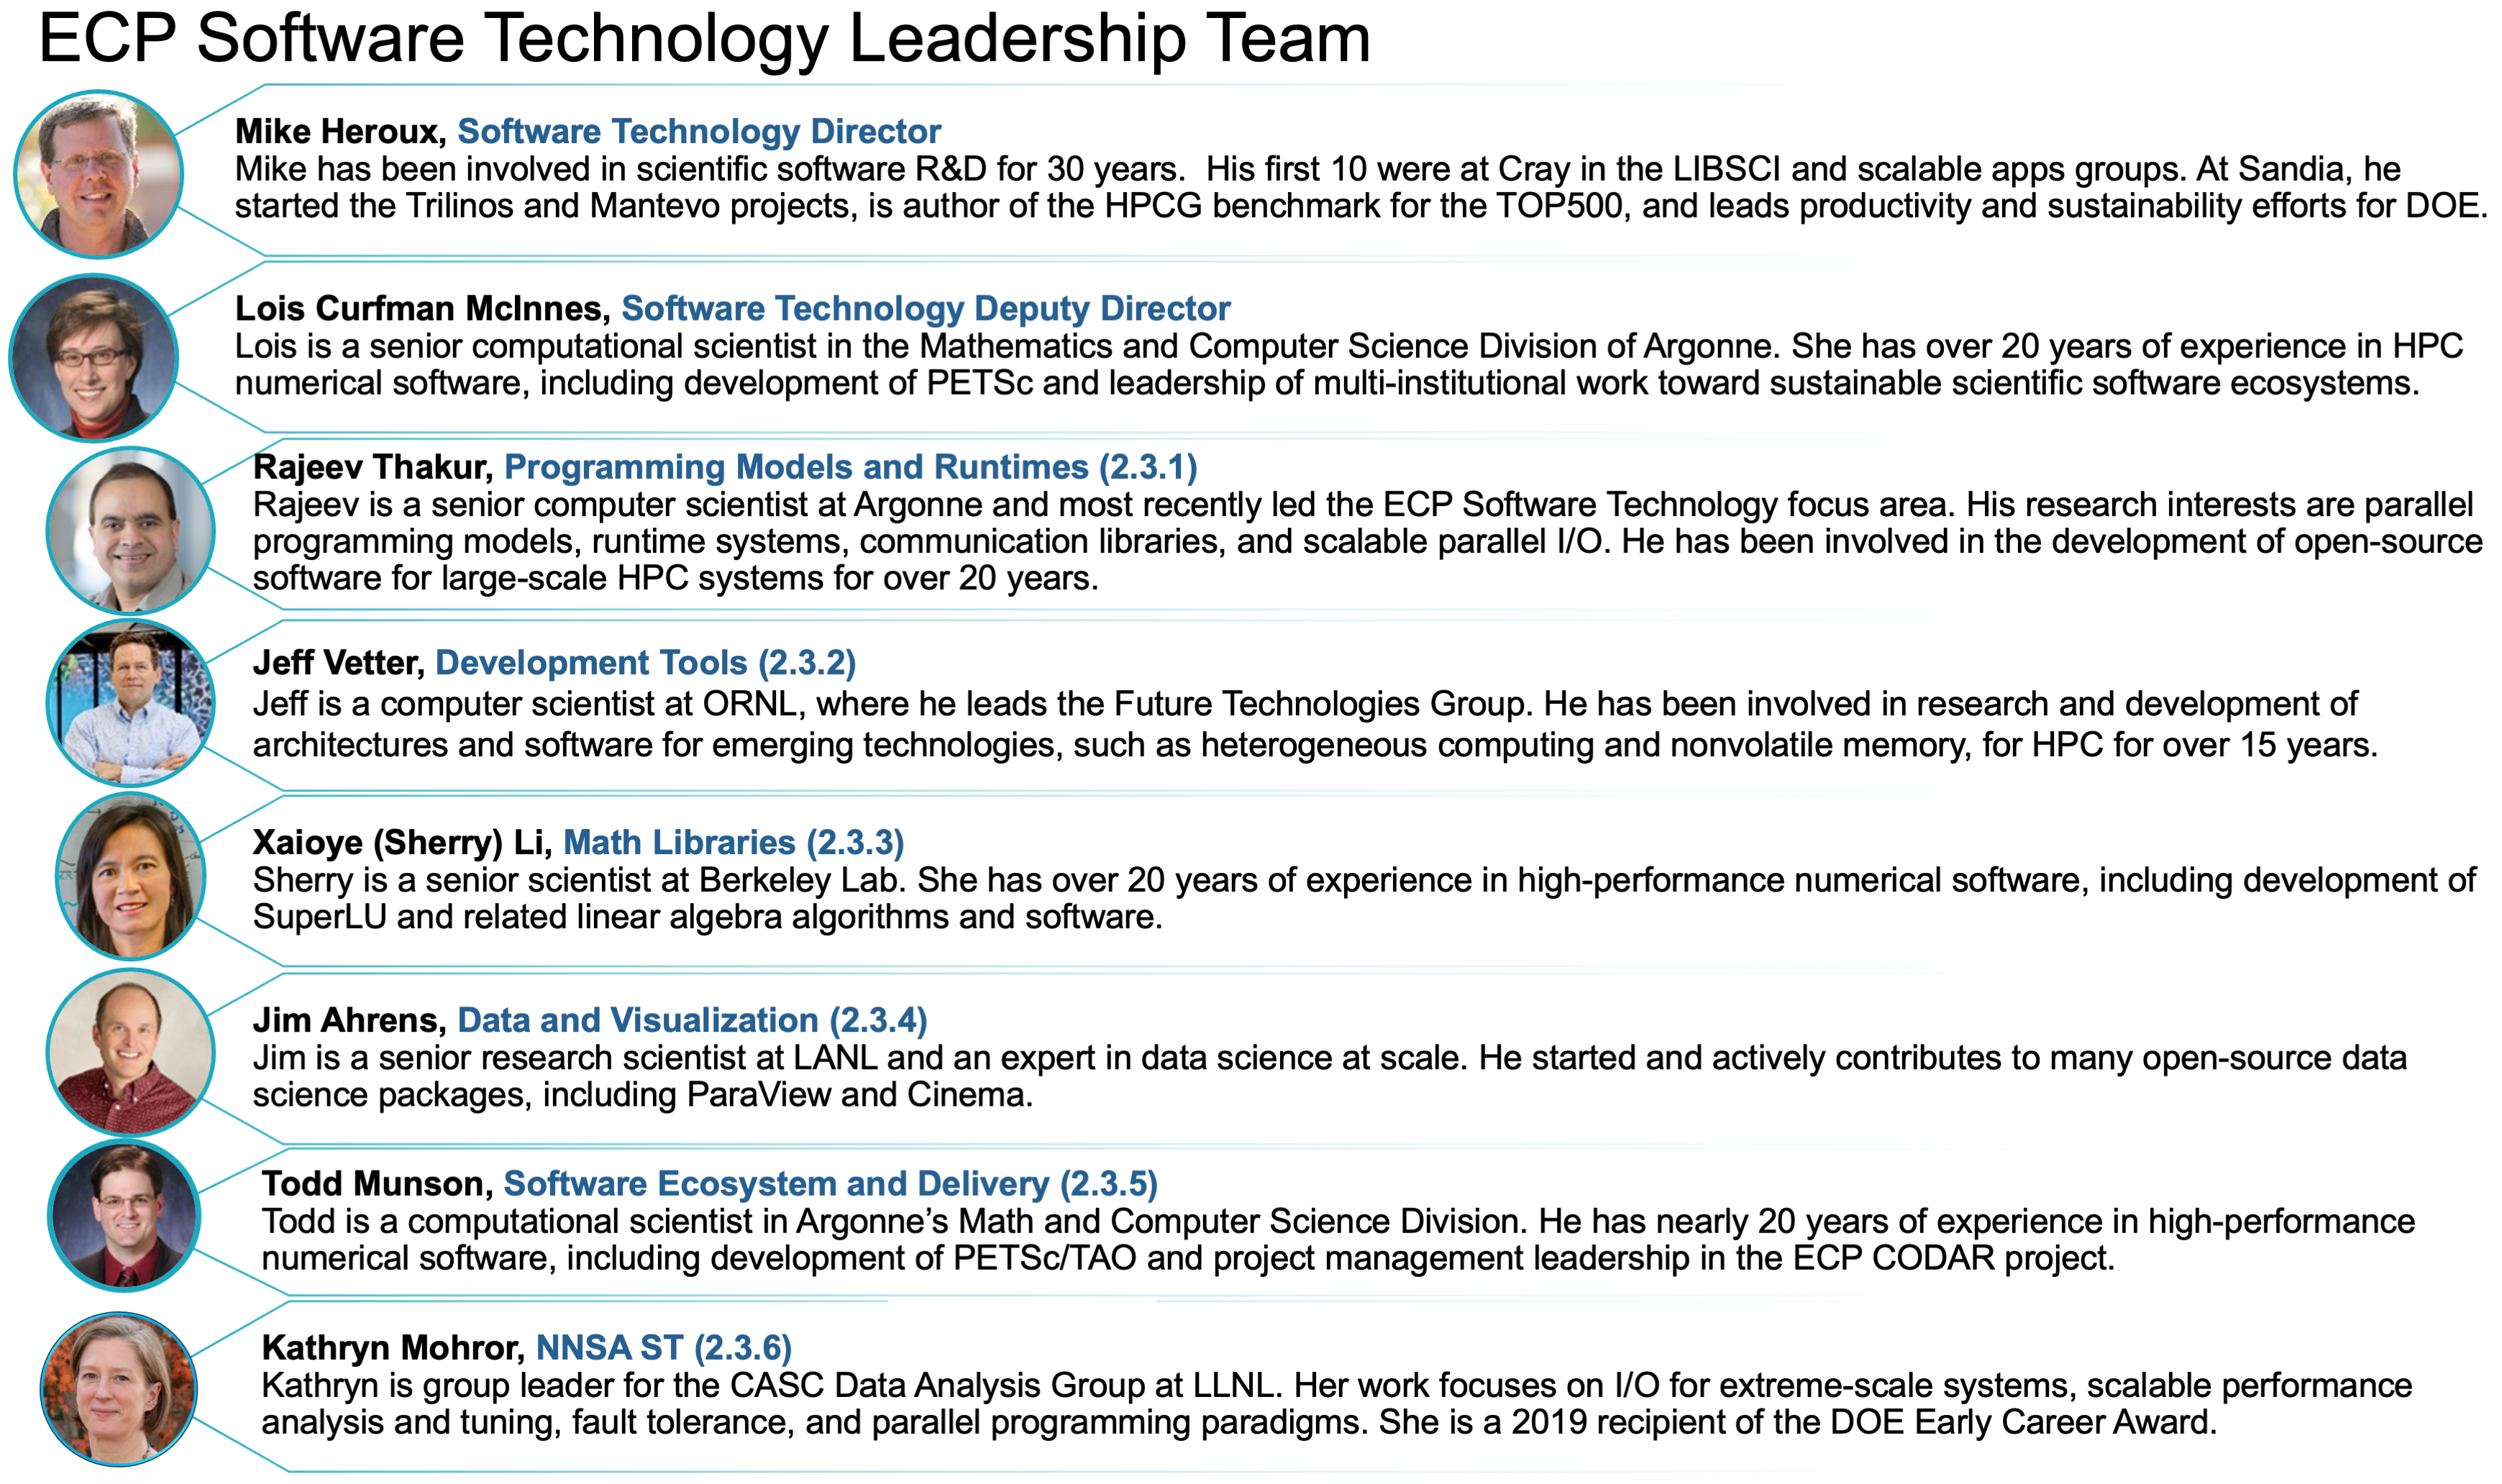 ECP Software Technology Leadership Team
Mike Heroux, Software Technology Director
Mike has been involved in scientific software R&D for 30 years.  His first 10 were at Cray in the LIBSCI and scalable apps groups. At Sandia, he
started the Trilinos and Mantevo projects, is author of the HPCG benchmark for the TOP500, and leads productivity and sustainability efforts for DOE.
Lois Curfman McInnes, Software Technology Deputy Director
Lois is a senior computational scientist in the Mathematics and Computer Science Division of Argonne. She has over 20 years of experience in HPC
numerical software, including development of PETSc and leadership of multi-institutional work toward sustainable scientific software ecosystems.
Rajeev Thakur, Programming Models and Runtimes (2.3.1)
Rajeev is a senior computer scientist at Argonne and most recently led the ECP Software Technology focus area. His research interests are parallel
programming models, runtime systems, communication libraries, and scalable parallel I/O. He has been involved in the development of open-source
software for large-scale HPC systems for over 20 years.
Jeff Vetter, Development Tools (2.3.2)
Jeff is a computer scientist at ORNL, where he leads the Future Technologies Group. He has been involved in research and development of
architectures and software for emerging technologies, such as heterogeneous computing and nonvolatile memory, for HPC for over 15 years.
Xaioye (Sherry) Li, Math Libraries (2.3.3)
Sherry is a senior scientist at Berkeley Lab. She has over 20 years of experience in high-performance numerical software, including development of
SuperLU and related linear algebra algorithms and software.
Jim Ahrens, Data and Visualization (2.3.4)
Jim is a senior research scientist at LANL and an expert in data science at scale. He started and actively contributes to many open-source data
science packages, including ParaView and Cinema.
Todd Munson, Software Ecosystem and Delivery (2.3.5)
Todd is a computational scientist in Argonne’s Math and Computer Science Division. He has nearly 20 years of experience in high-performance
numerical software, including development of PETSc/TAO and project management leadership in the ECP CODAR project.
Kathryn Mohror, NNSA ST (2.3.6)
Kathryn is group leader for the CASC Data Analysis Group at LLNL. Her work focuses on I/O for extreme-scale systems, scalable performance
analysis and tuning, fault tolerance, and parallel programming paradigms. She is a 2019 recipient of the DOE Early Career Award.